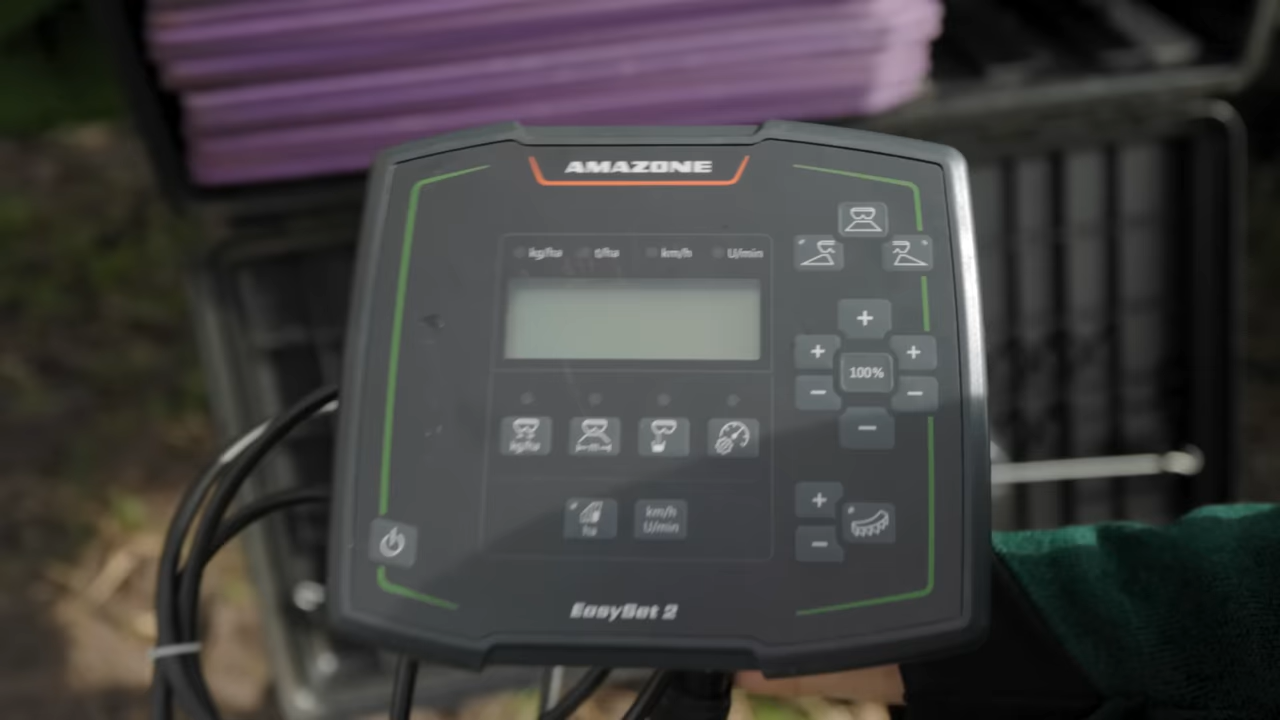 AMAZONE
kg/ha t/ha km/h U/min
+
+ 100% +
- -
-
kg/ha
km/h
ha U/min
+
-
EasySet 2